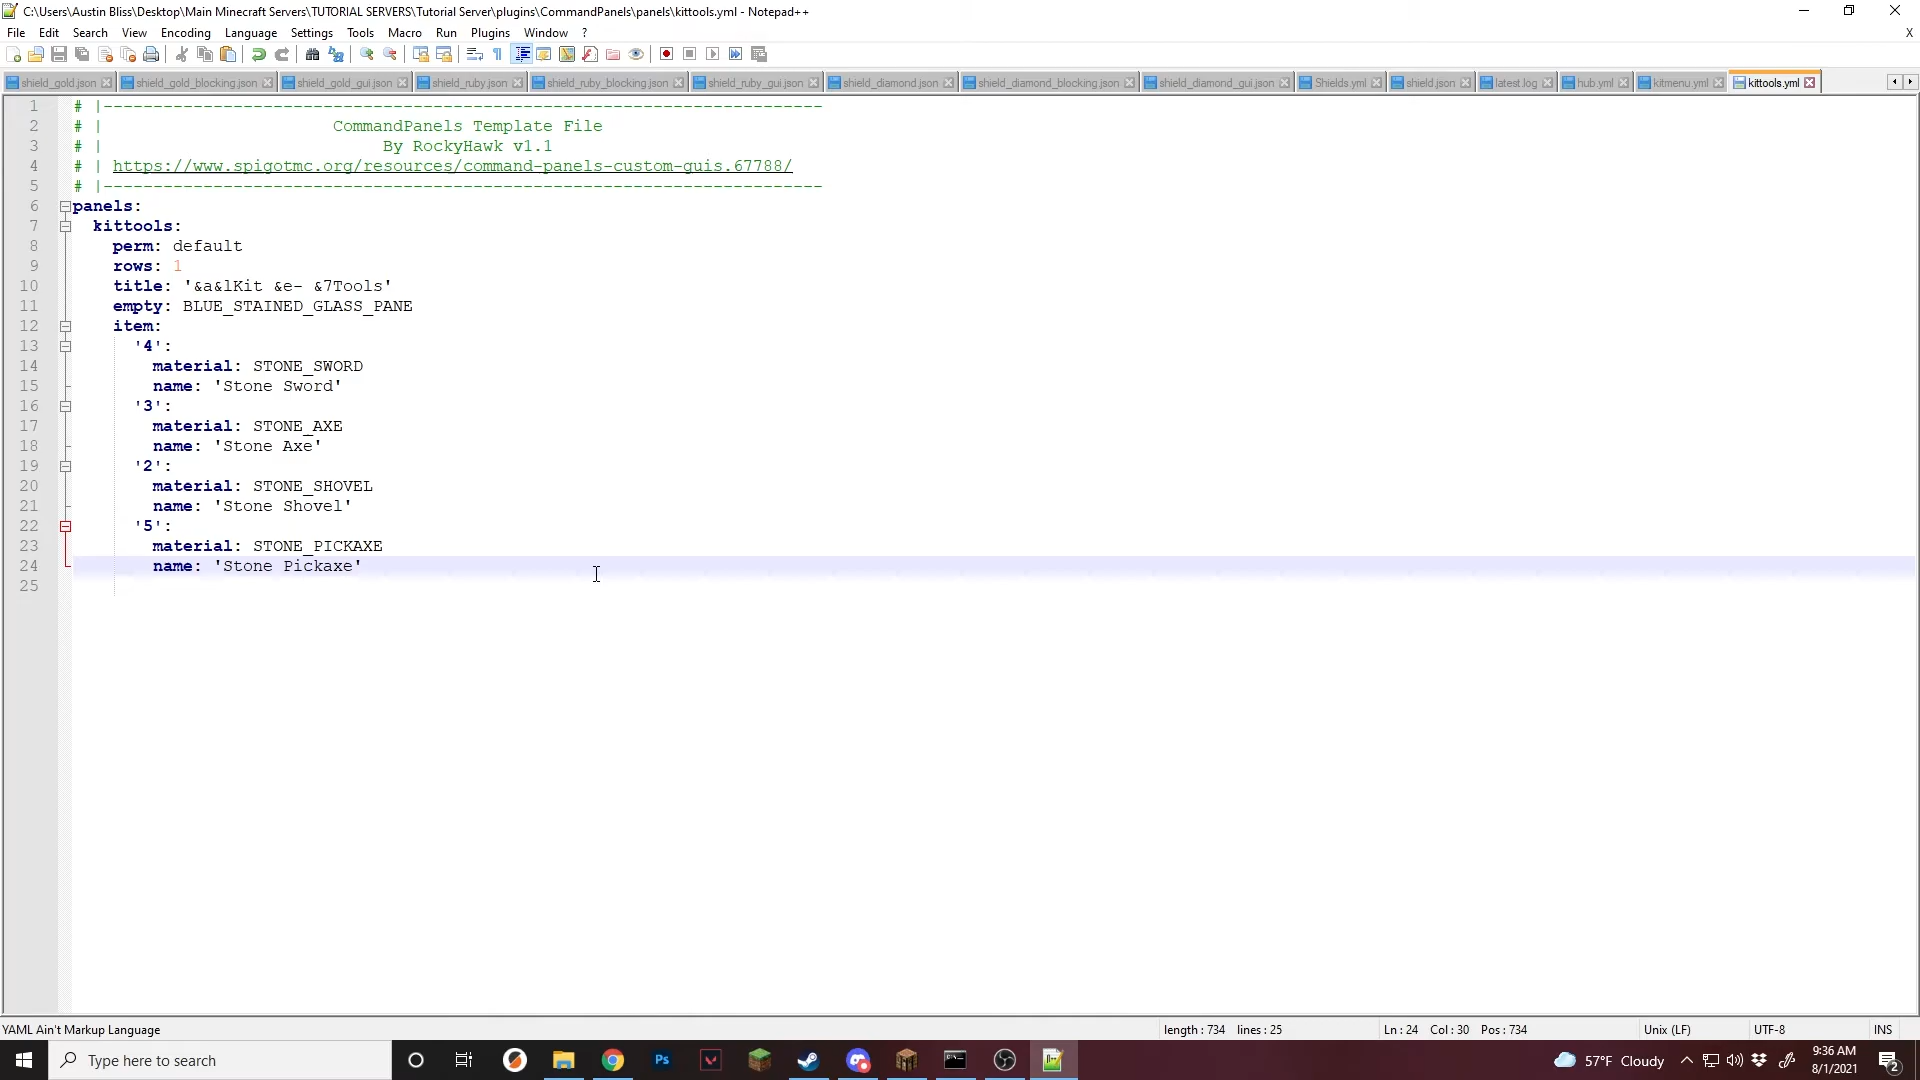 C:\Users\Austin Bliss\Desktop\Main Minecraft Servers\TUTORIAL SERVERS\Tutorial Server\plugins\CommandPanels\panels\kittools.yml - Notepad++
File Edit Search View Encoding Language Settings Tools Macro Run Plugins Window ? X
shield_gold.json shield_gold_blocking.json shield_gold_gui.json shield_ruby.json shield_ruby_blocking.json shield_ruby_gui.json shield_diamond.json shield_diamond_blocking.json shield_diamond_gui.json Shields.yml shield.json latest.log hub.yml kitmenu.yml kittools.yml
1 # |------------------------------------------------------------------------
2 # | CommandPanels Template File
3 # | By RockyHawk v1.1
4 # | https://www.spigotmc.org/resources/command-panels-custom-guis.67788/
5 # |------------------------------------------------------------------------
6 panels:
7 kittools:
8 perm: default
9 rows: 1
10 title: '&a&lKit &e- &7Tools'
11 empty: BLUE_STAINED_GLASS_PANE
12 item:
13 '4':
14 material: STONE_SWORD
15 name: 'Stone Sword'
16 '3':
17 material: STONE_AXE
18 name: 'Stone Axe'
19 '2':
20 material: STONE_SHOVEL
21 name: 'Stone Shovel'
22 '5':
23 material: STONE_PICKAXE
24 name: 'Stone Pickaxe'
25
YAML Ain't Markup Language length : 734 lines : 25 Ln : 24 Col : 30 Pos : 734 Unix (LF) UTF-8 INS
Type here to search Ps 57°F Cloudy 9:36 AM
8/1/2021 2